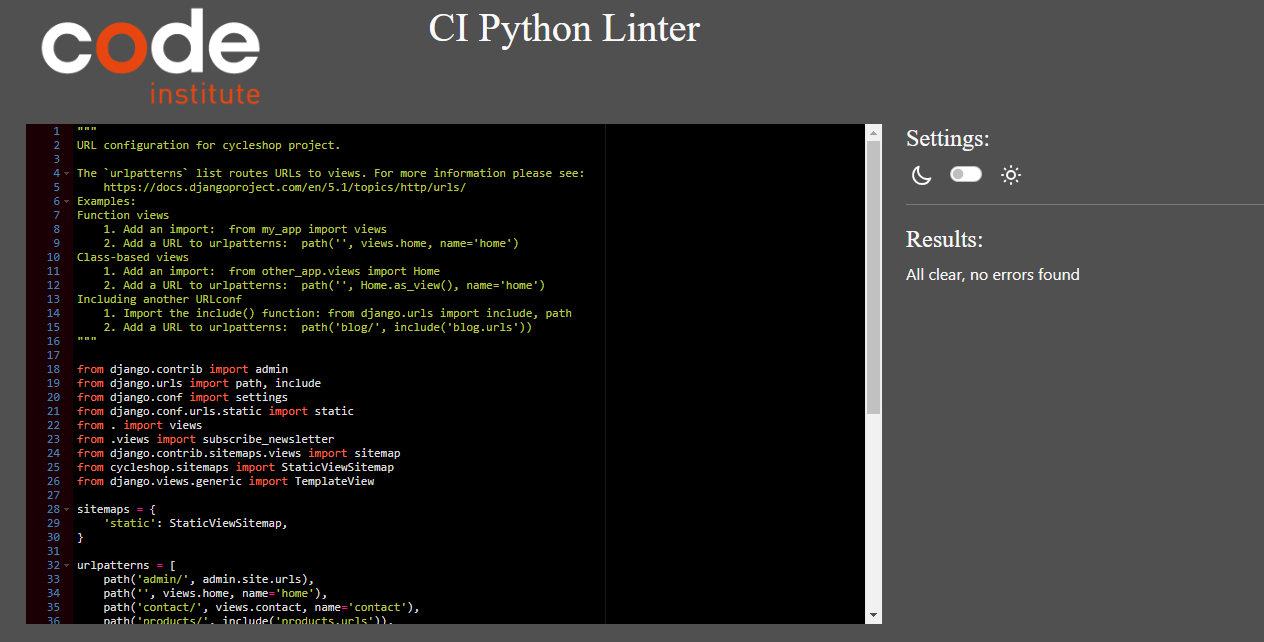 code
institute
CI Python Linter
1 """
2 URL configuration for cycleshop project.
3
4 The `urlpatterns` list routes URLs to views. For more information please see:
5     https://docs.djangoproject.com/en/5.1/topics/http/urls/
6 Examples:
7 Function views
8     1. Add an import:  from my_app import views
9     2. Add a URL to urlpatterns:  path('', views.home, name='home')
10 Class-based views
11     1. Add an import:  from other_app.views import Home
12     2. Add a URL to urlpatterns:  path('', Home.as_view(), name='home')
13 Including another URLconf
14     1. Import the include() function: from django.urls import include, path
15     2. Add a URL to urlpatterns:  path('blog/', include('blog.urls'))
16 """
17
18 from django.contrib import admin
19 from django.urls import path, include
20 from django.conf import settings
21 from django.conf.urls.static import static
22 from . import views
23 from .views import subscribe_newsletter
24 from django.contrib.sitemaps.views import sitemap
25 from cycleshop.sitemaps import StaticViewSitemap
26 from django.views.generic import TemplateView
27
28 sitemaps = {
29     'static': StaticViewSitemap,
30 }
31
32 urlpatterns = [
33     path('admin/', admin.site.urls),
34     path('', views.home, name='home'),
35     path('contact/', views.contact, name='contact'),
36     path('products/', include('products.urls')),
Settings:
Results:
All clear, no errors found